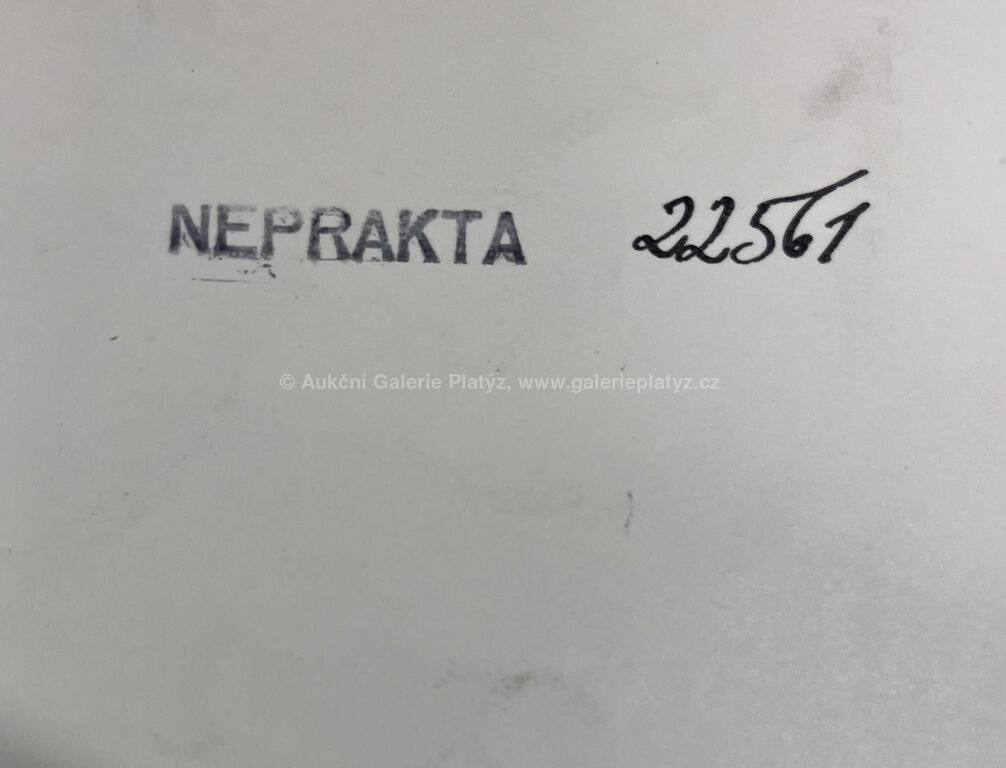 NEPRAKTA 22561
© Aukční Galerie Platýz, www.galerieplatyz.cz